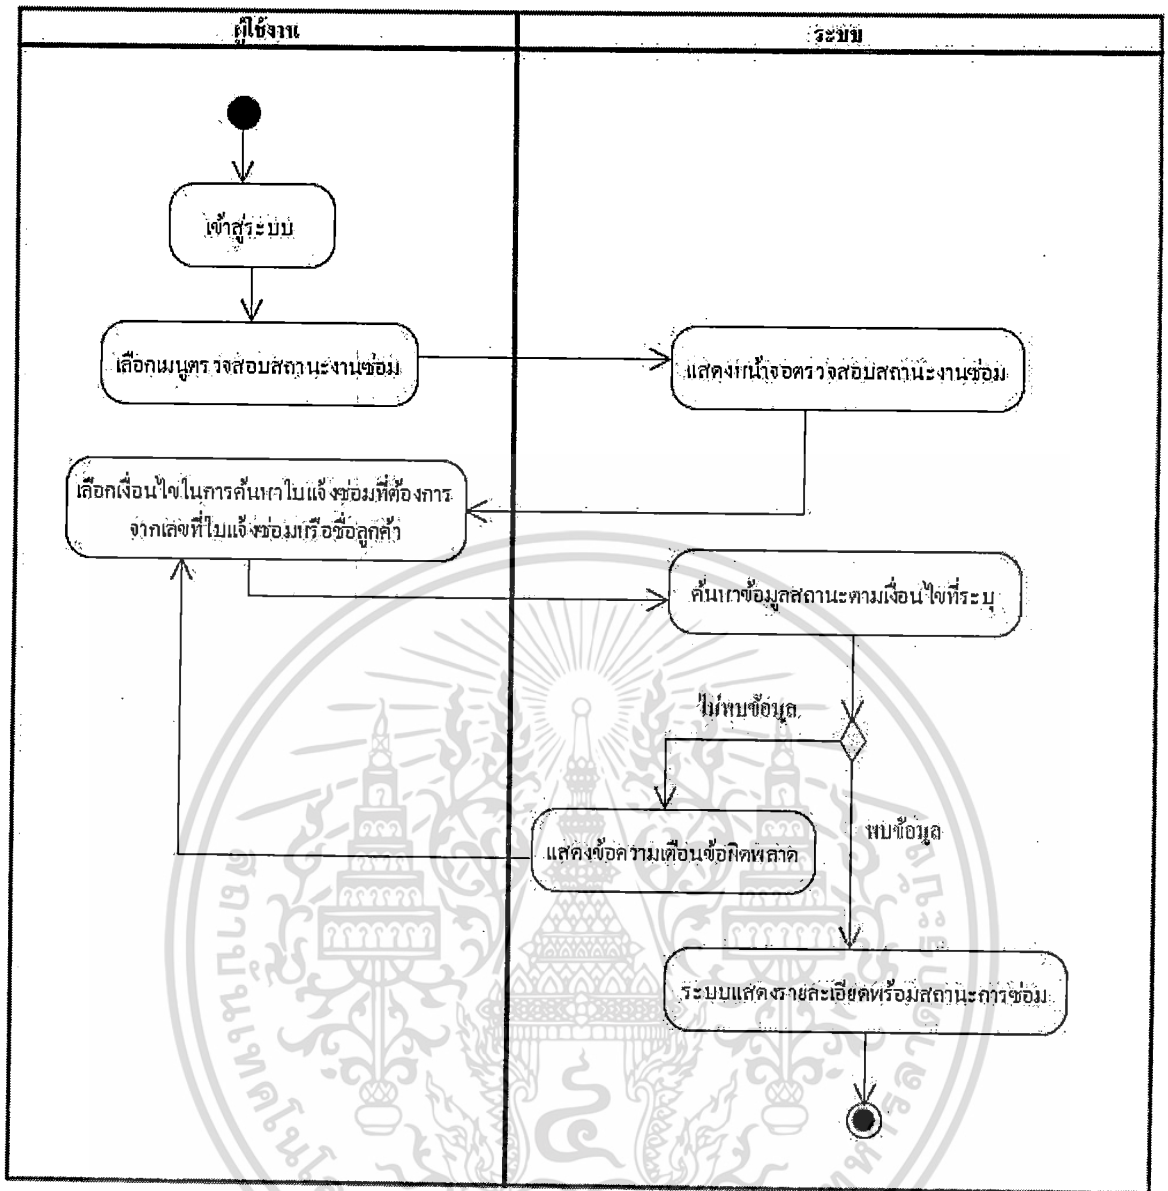 ผู้ใช้งาน
ระบบ
เข้าสู่ระบบ
เลือกเมนูตรวจสอบสถานะงานซ่อม
แสดงหน้าจอตรวจสอบสถานะงานซ่อม
เลือกเงื่อนไขในการค้นหาใบแจ้งซ่อมที่ต้องการ
จากเลขที่ใบแจ้งซ่อมหรือชื่อลูกค้า
ค้นหาข้อมูลสถานะตามเงื่อนไขที่ระบุ
ไม่พบข้อมูล
พบข้อมูล
แสดงข้อความเตือนข้อผิดพลาด
ระบบแสดงรายละเอียดพร้อมสถานะการซ่อม